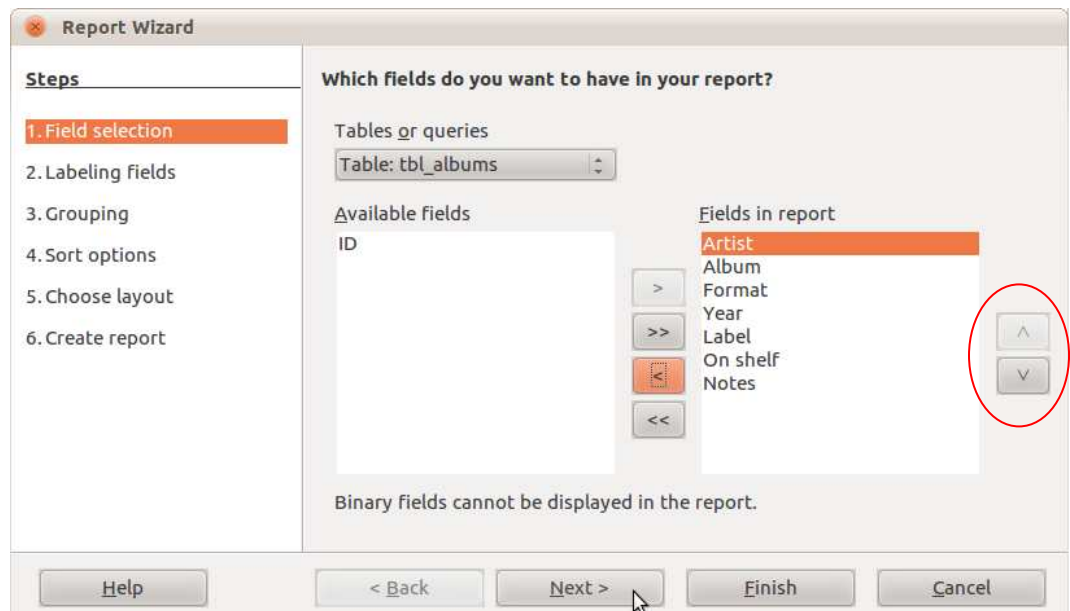 Report Wizard
Steps
1. Field selection
2. Labeling fields
3. Grouping
4. Sort options
5. Choose layout
6. Create report
Which fields do you want to have in your report?
Tables or queries
Table: tbl_albums
Available fields
ID
>
>>
<
<<
Fields in report
Artist
Album
Format
Year
Label
On shelf
Notes
Binary fields cannot be displayed in the report.
Help
< Back
Next >
Finish
Cancel